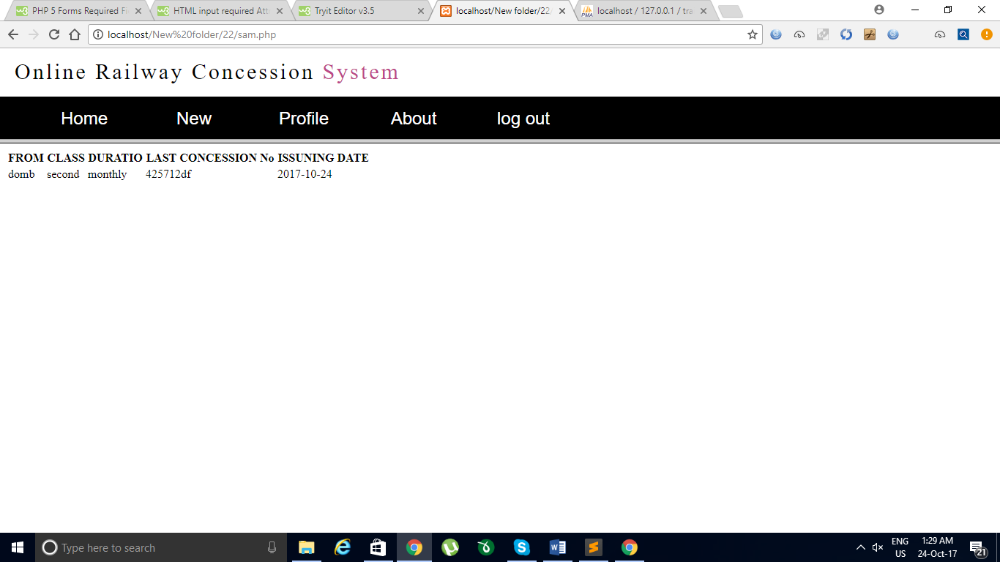 PHP 5 Forms Required Fi
HTML input required Att
Tryit Editor v3.5
localhost/New folder/22/
localhost / 127.0.0.1 / tra
localhost/New%20folder/22/sam.php
Online Railway Concession System
Home New Profile About log out
FROM CLASS DURATIO LAST CONCESSION No ISSUNING DATE
domb second monthly 425712df 2017-10-24
Type here to search
ENG
US
1:29 AM
24-Oct-17
21